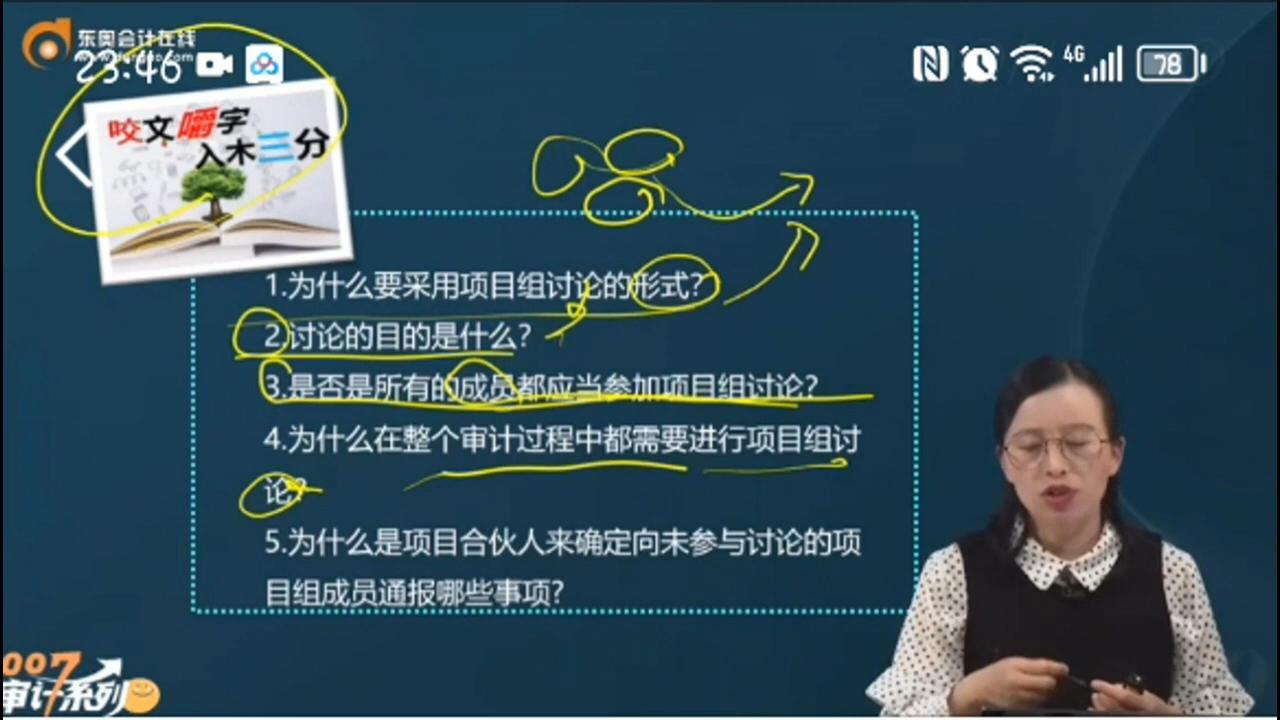 东奥会计在线
23:46
4G
78
咬文嚼字
入木三分
1.为什么要采用项目组讨论的形式?
2.讨论的目的是什么?
3.是否是所有的成员都应当参加项目组讨论?
4.为什么在整个审计过程中都需要进行项目组讨
论?
5.为什么是项目合伙人来确定向未参与讨论的项
目组成员通报哪些事项?
007
审计系列